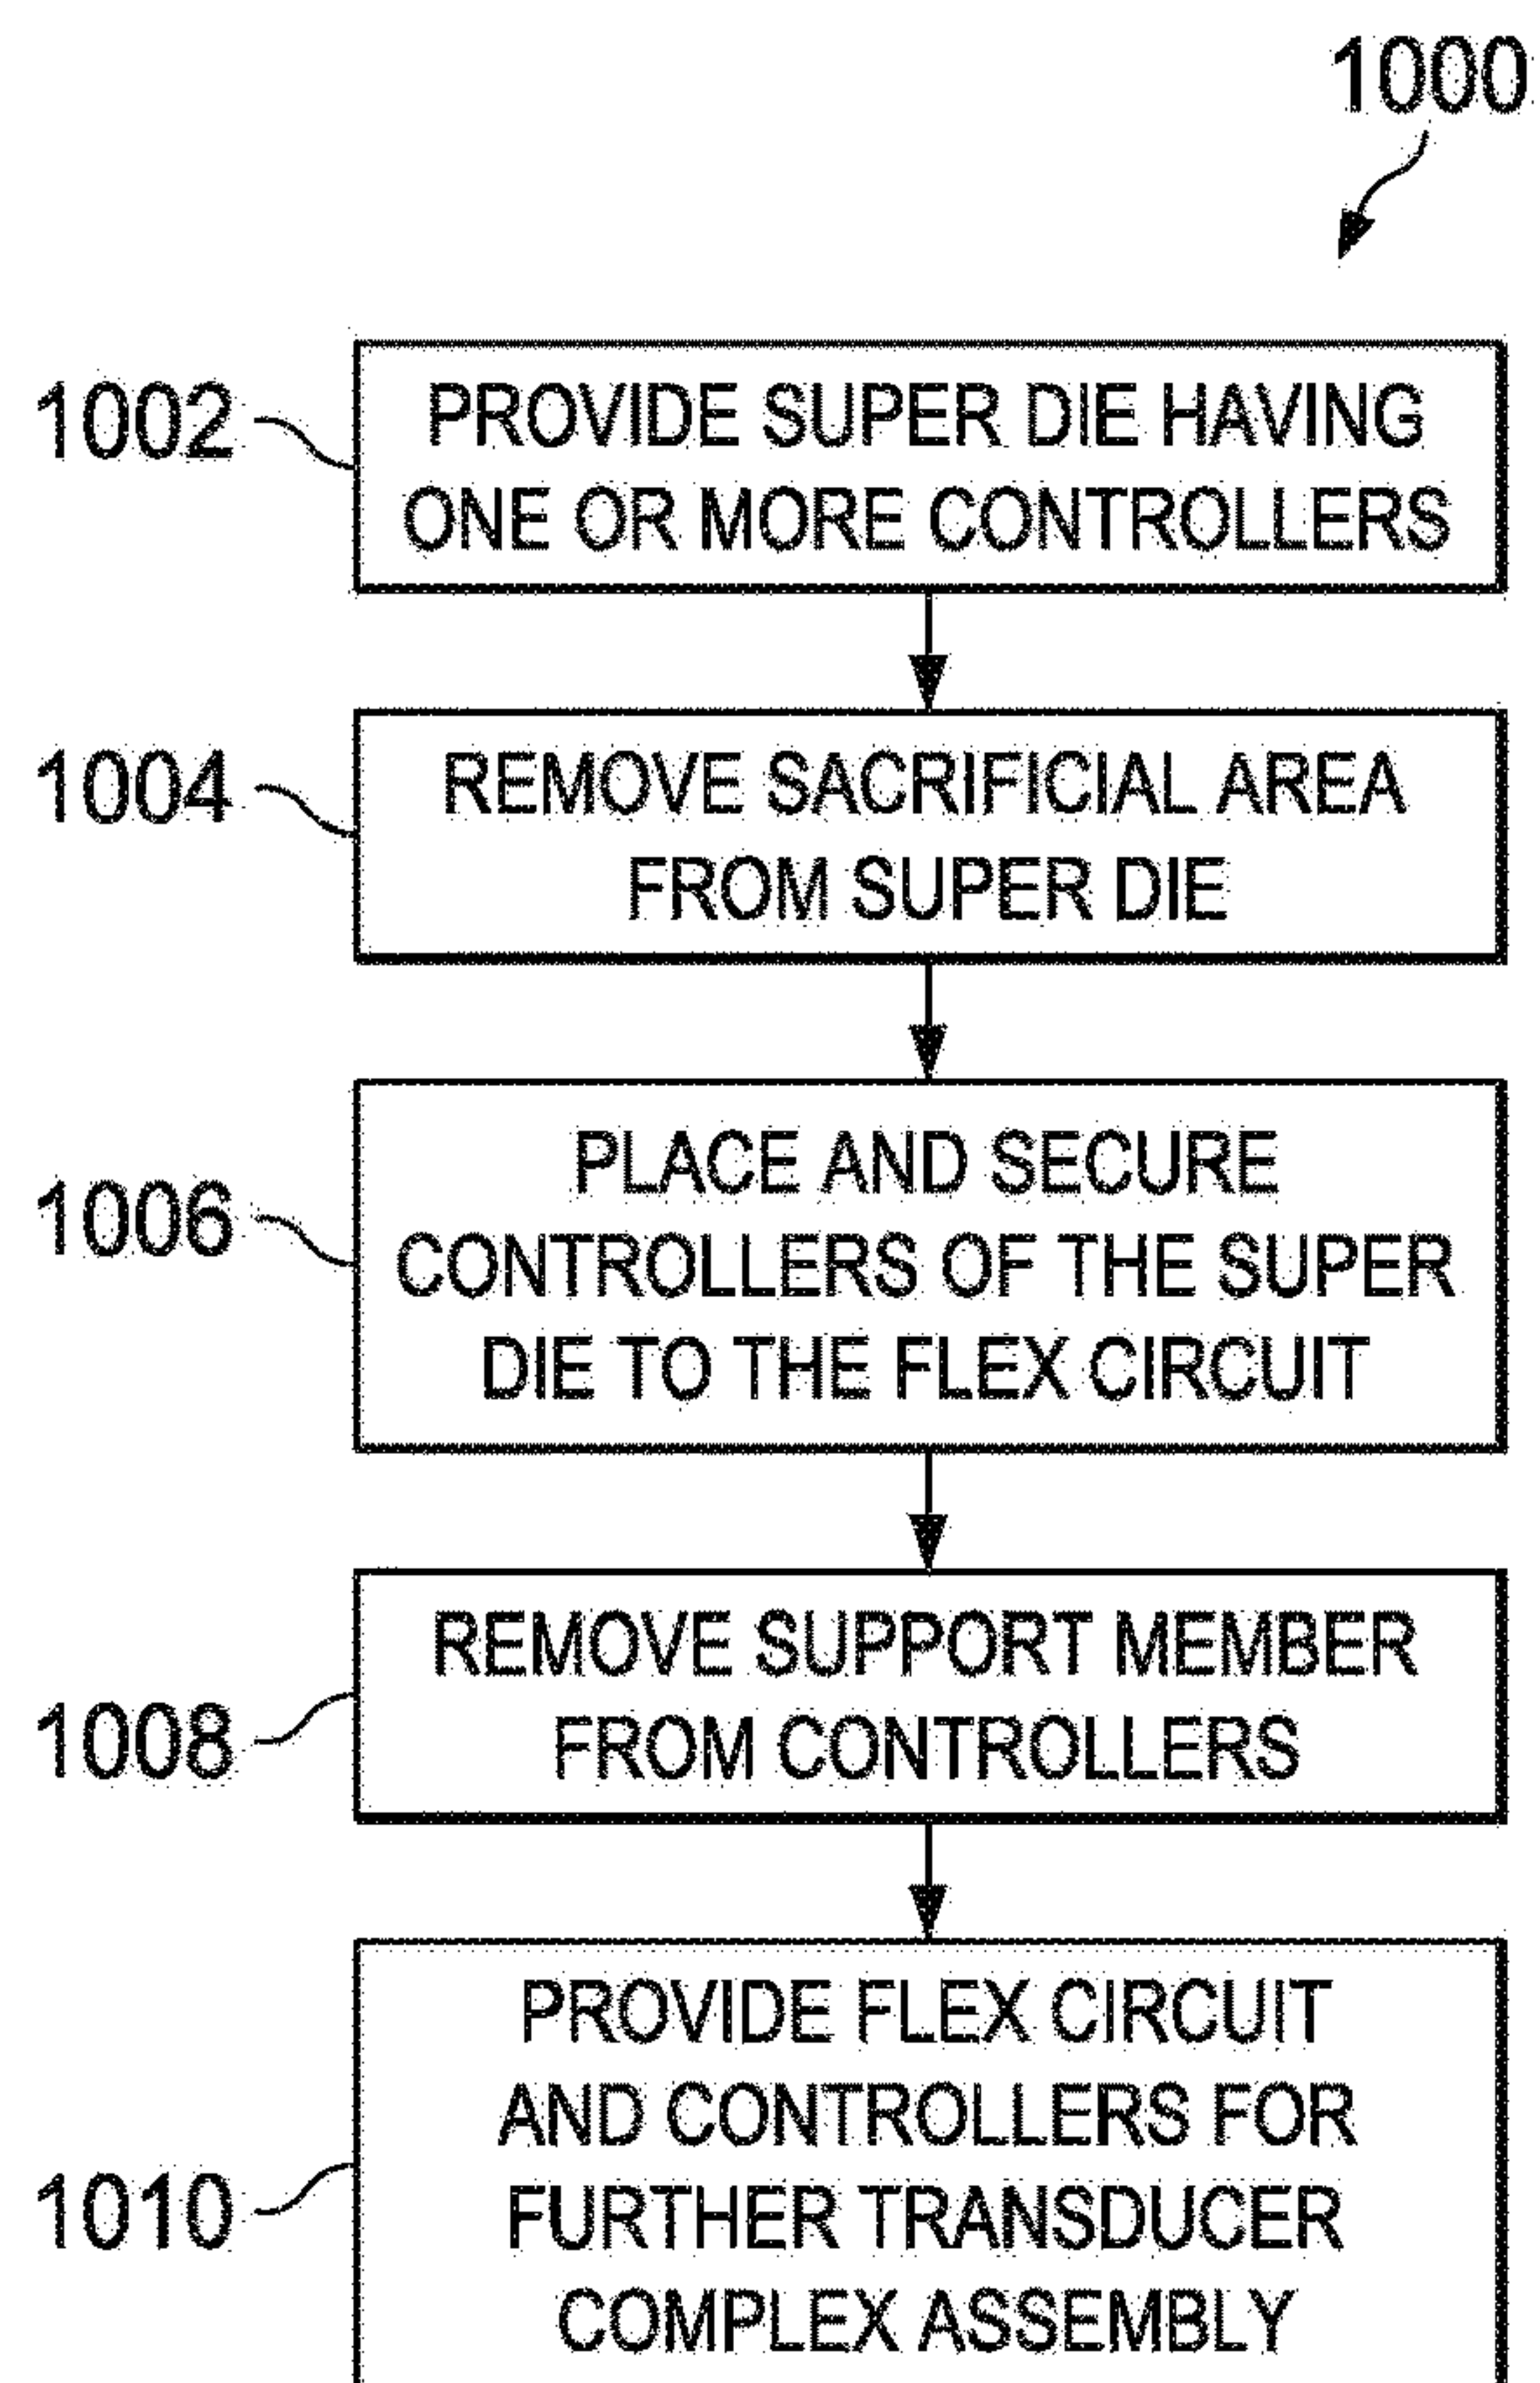 1000
1002
PROVIDE SUPER DIE HAVING
ONE OR MORE CONTROLLERS
1004
REMOVE SACRIFICIAL AREA
FROM SUPER DIE
1006
PLACE AND SECURE
CONTROLLERS OF THE SUPER
DIE TO THE FLEX CIRCUIT
1008
REMOVE SUPPORT MEMBER
FROM CONTROLLERS
1010
PROVIDE FLEX CIRCUIT
AND CONTROLLERS FOR
FURTHER TRANSDUCER
COMPLEX ASSEMBLY